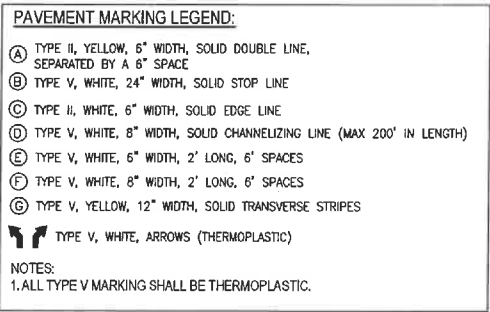 PAVEMENT MARKING LEGEND:
Ⓐ TYPE II, YELLOW, 6" WIDTH, SOLID DOUBLE LINE,
SEPARATED BY A 6" SPACE
Ⓑ TYPE V, WHITE, 24" WIDTH, SOLID STOP LINE
Ⓒ TYPE II, WHITE, 6" WIDTH, SOLID EDGE LINE
Ⓓ TYPE V, WHITE, 8" WIDTH, SOLID CHANNELIZING LINE (MAX 200' IN LENGTH)
Ⓔ TYPE V, WHITE, 6" WIDTH, 2' LONG, 6' SPACES
Ⓕ TYPE V, WHITE, 8" WIDTH, 2' LONG, 6' SPACES
Ⓖ TYPE V, YELLOW, 12" WIDTH, SOLID TRANSVERSE STRIPES
TYPE V, WHITE, ARROWS (THERMOPLASTIC)
NOTES:
1. ALL TYPE V MARKING SHALL BE THERMOPLASTIC.